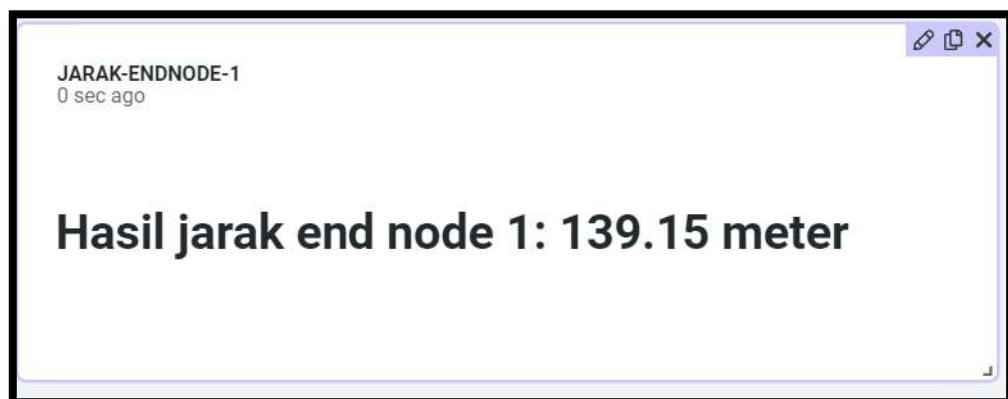 JARAK-ENDNODE-1
0 sec ago
Hasil jarak end node 1: 139.15 meter